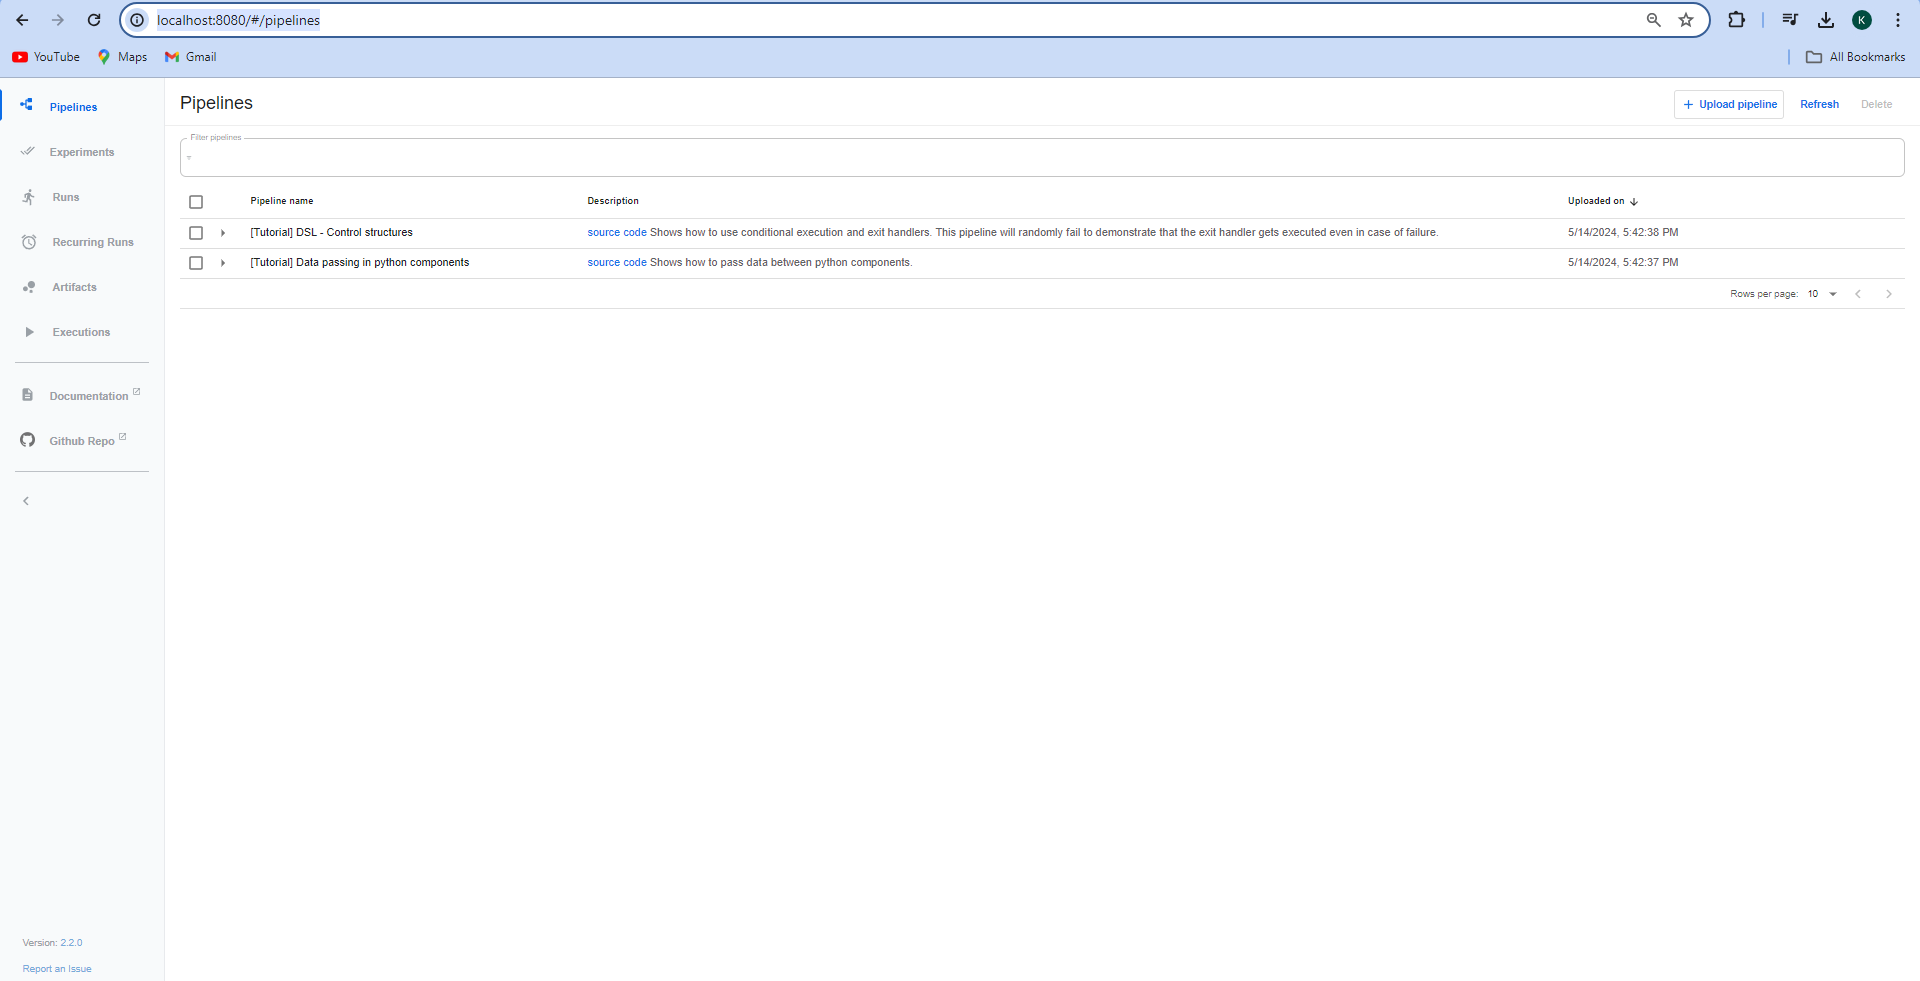 localhost:8080/#/pipelines
K
YouTube Maps Gmail All Bookmarks
Pipelines
Experiments
Runs
Recurring Runs
Artifacts
Executions
Documentation
Github Repo
Version: 2.2.0
Report an Issue
Pipelines
+ Upload pipeline Refresh Delete
Filter pipelines
Pipeline name Description Uploaded on
[Tutorial] DSL - Control structures source code Shows how to use conditional execution and exit handlers. This pipeline will randomly fail to demonstrate that the exit handler gets executed even in case of failure. 5/14/2024, 5:42:38 PM
[Tutorial] Data passing in python components source code Shows how to pass data between python components. 5/14/2024, 5:42:37 PM
Rows per page: 10